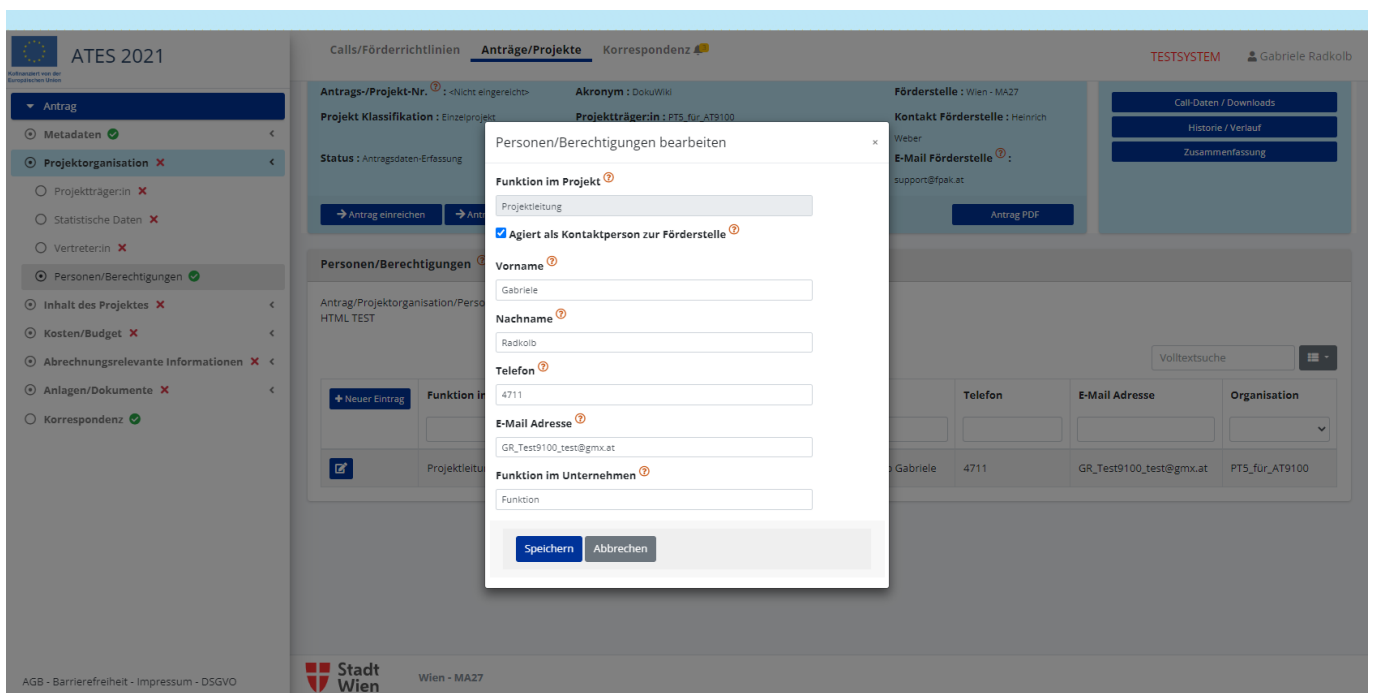 ATES 2021
Kofinanziert von der
Europäischen Union
Calls/Förderrichtlinien Anträge/Projekte Korrespondenz
TESTSYSTEM Gabriele Radkolb
Antrag
Metadaten
Projektorganisation
Projektträger:in
Statistische Daten
Vertreter:in
Personen/Berechtigungen
Inhalt des Projektes
Kosten/Budget
Abrechnungsrelevante Informationen
Anlagen/Dokumente
Korrespondenz
AGB - Barrierefreiheit - Impressum - DSGVO
Antrags-/Projekt-Nr. : <Nicht eingereicht> Akronym : DokuWiki Förderstelle : Wien - MA27
Projekt Klassifikation : Einzelprojekt Projektträger:in : PT5_für_AT9100 Kontakt Förderstelle : Heinrich
Weber
Status : Antragsdaten-Erfassung E-Mail Förderstelle :
support@fpak.at
Antrag einreichen Antr Antrag PDF
Call-Daten / Downloads
Historie / Verlauf
Zusammenfassung
Personen/Berechtigungen
Antrag/Projektorganisation/Perso
HTML TEST
Volltextsuche
Neuer Eintrag Funktion i Telefon E-Mail Adresse Organisation
Projektleitu Gabriele 4711 GR_Test9100_test@gmx.at PT5_für_AT9100
Personen/Berechtigungen bearbeiten ×
Funktion im Projekt
Projektleitung
Agiert als Kontaktperson zur Förderstelle
Vorname
Gabriele
Nachname
Radkolb
Telefon
4711
E-Mail Adresse
GR_Test9100_test@gmx.at
Funktion im Unternehmen
Funktion
Speichern Abbrechen
Stadt
Wien
Wien - MA27